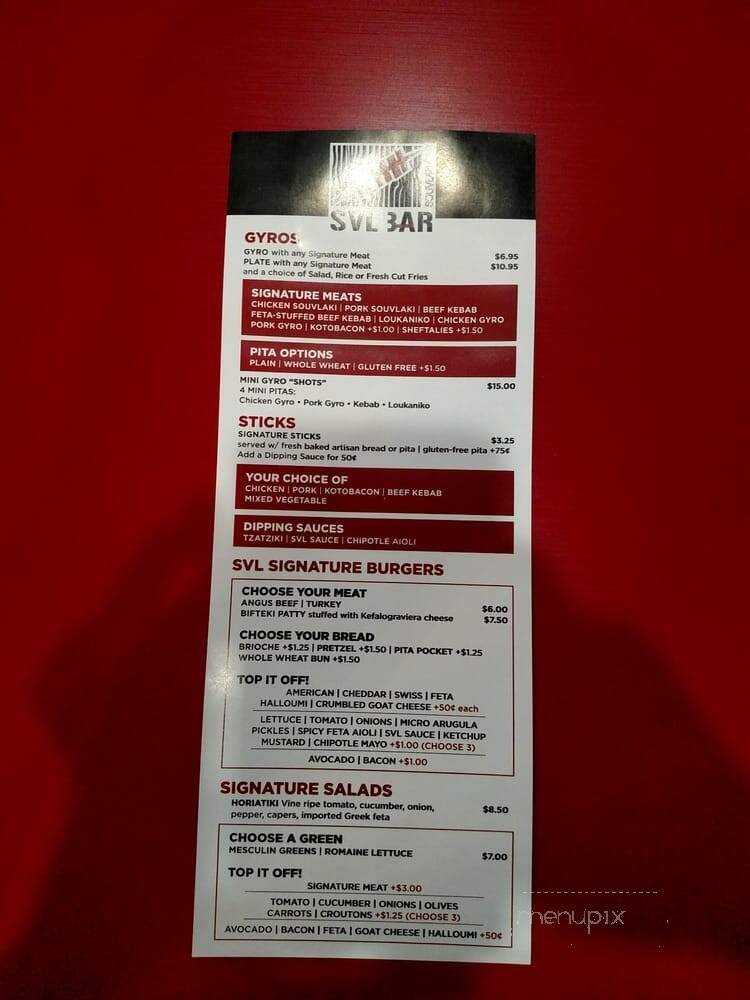 SOUVLAKI
SVL BAR
GYROS
GYRO with any Signature Meat $6.95
PLATE with any Signature Meat $10.95
and a choice of Salad, Rice or Fresh Cut Fries
SIGNATURE MEATS
CHICKEN SOUVLAKI | PORK SOUVLAKI | BEEF KEBAB
FETA-STUFFED BEEF KEBAB | LOUKANIKO | CHICKEN GYRO
PORK GYRO | KOTOBACON +$1.00 | SHEFTALIES +$1.50
PITA OPTIONS
PLAIN | WHOLE WHEAT | GLUTEN FREE +$1.50
MINI GYRO "SHOTS" $15.00
4 MINI PITAS:
Chicken Gyro • Pork Gyro • Kebab • Loukaniko
STICKS
SIGNATURE STICKS $3.25
served w/ fresh baked artisan bread or pita | gluten-free pita +75¢
Add a Dipping Sauce for 50¢
YOUR CHOICE OF
CHICKEN | PORK | KOTOBACON | BEEF KEBAB
MIXED VEGETABLE
DIPPING SAUCES
TZATZIKI | SVL SAUCE | CHIPOTLE AIOLI
SVL SIGNATURE BURGERS
CHOOSE YOUR MEAT
ANGUS BEEF | TURKEY $6.00
BIFTEKI PATTY stuffed with Kefalograviera cheese $7.50
CHOOSE YOUR BREAD
BRIOCHE +$1.25 | PRETZEL +$1.50 | PITA POCKET +$1.25
WHOLE WHEAT BUN +$1.50
TOP IT OFF!
AMERICAN | CHEDDAR | SWISS | FETA
HALLOUMI | CRUMBLED GOAT CHEESE +50¢ each
LETTUCE | TOMATO | ONIONS | MICRO ARUGULA
PICKLES | SPICY FETA AIOLI | SVL SAUCE | KETCHUP
MUSTARD | CHIPOTLE MAYO +$1.00 (CHOOSE 3)
AVOCADO | BACON +$1.00
SIGNATURE SALADS
HORIATIKI Vine ripe tomato, cucumber, onion, $8.50
pepper, capers, imported Greek feta
CHOOSE A GREEN
MESCULIN GREENS | ROMAINE LETTUCE $7.00
TOP IT OFF!
SIGNATURE MEAT +$3.00
TOMATO | CUCUMBER | ONIONS | OLIVES
CARROTS | CROUTONS +$1.25 (CHOOSE 3)
AVOCADO | BACON | FETA | GOAT CHEESE | HALLOUMI +50¢
menupix